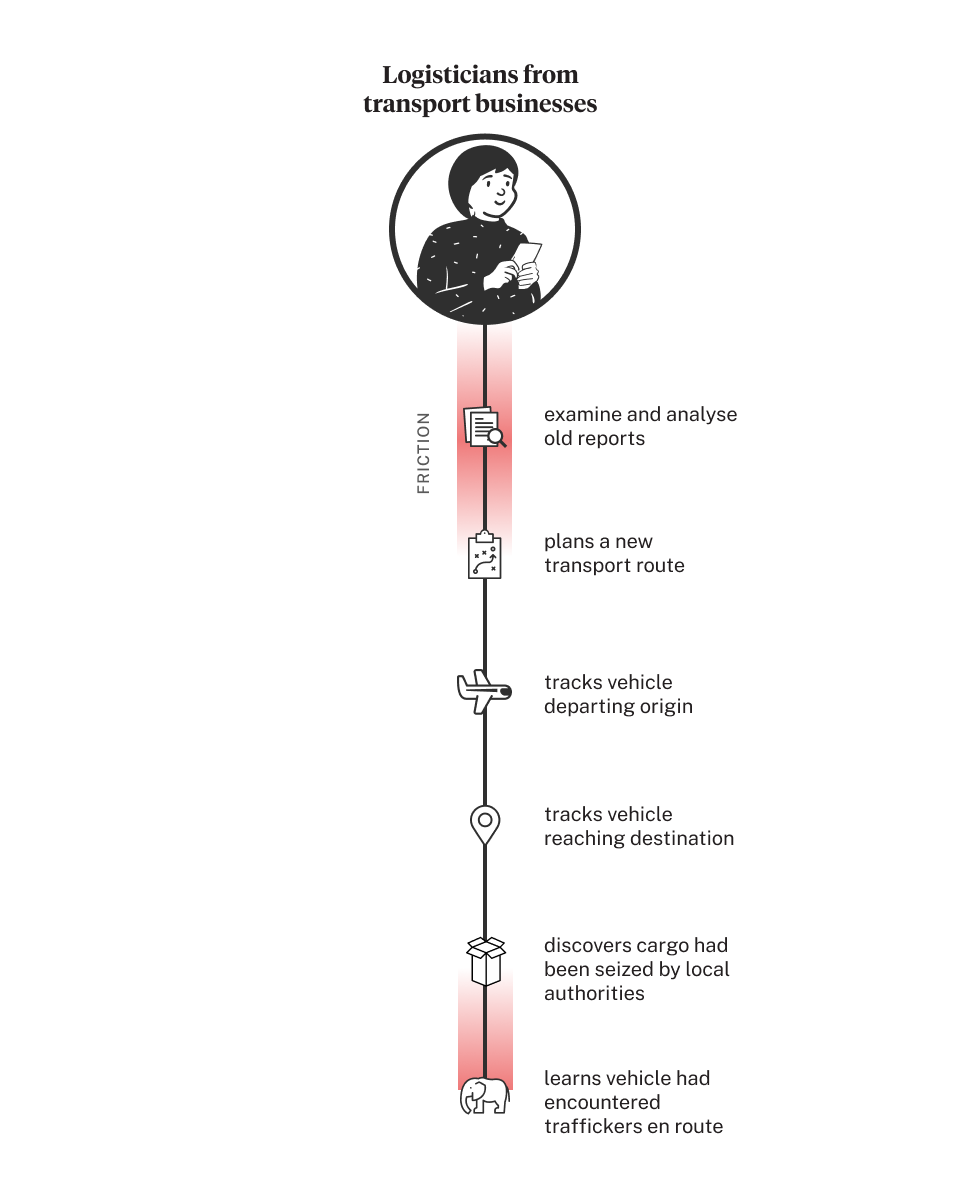 Logisticians from
transport businesses
FRICTION
examine and analyse
old reports
plans a new
transport route
tracks vehicle
departing origin
tracks vehicle
reaching destination
discovers cargo had
been seized by local
authorities
learns vehicle had
encountered
traffickers en route